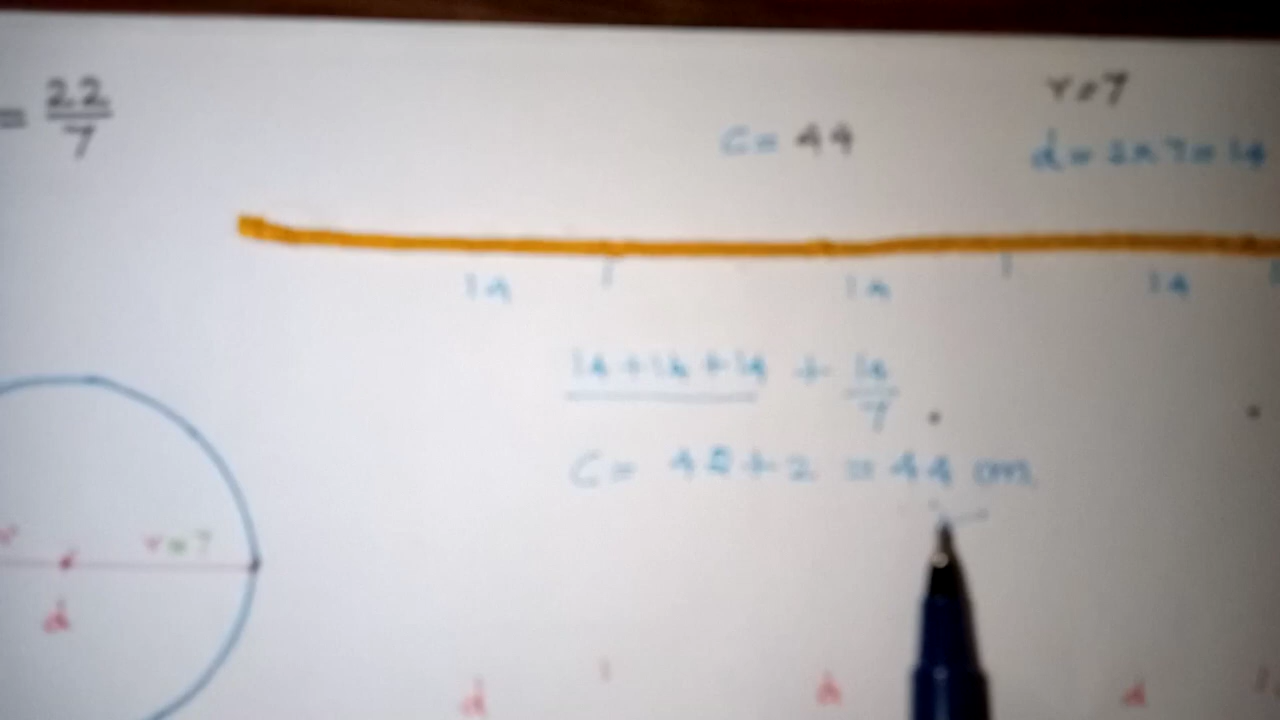 = 22/7
r=7
C= 44
d= 2×7= 14
14 14 14
14+14+14 + 14/7
C= 42+2 = 44 cm
r r=7
d
d d d